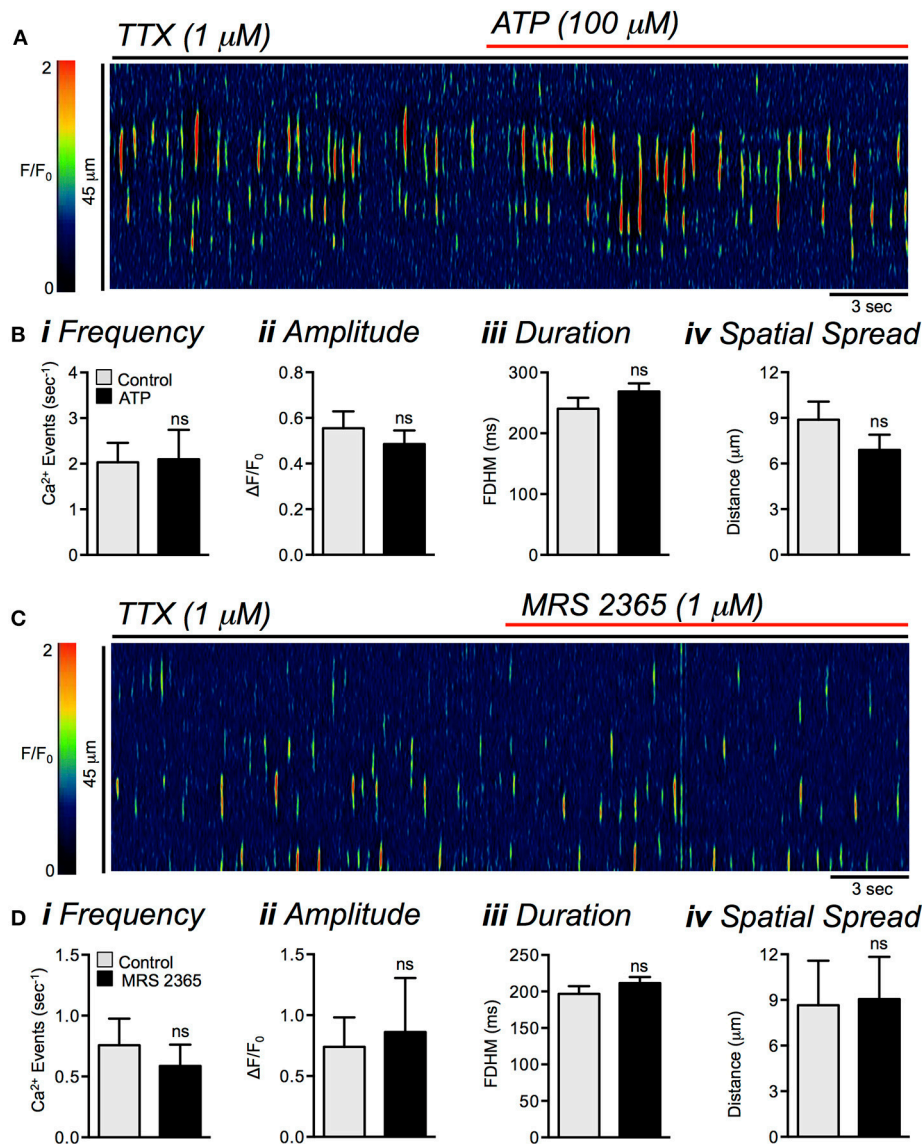 A
TTX (1 μM)
ATP (100 μM)
2
F/F0
0
45 μm
3 sec
B
i Frequency
ii Amplitude
iii Duration
iv Spatial Spread
Ca2+ Events (sec-1)
4
3
2
1
0
Control
ATP
ns
ΔF/F0
0.8
0.6
0.4
0.2
0.0
ns
FDHM (ms)
300
200
100
0
ns
Distance (μm)
12
9
6
3
0
ns
C
TTX (1 μM)
MRS 2365 (1 μM)
2
F/F0
0
45 μm
3 sec
D
i Frequency
ii Amplitude
iii Duration
iv Spatial Spread
Ca2+ Events (sec-1)
1.5
1.0
0.5
0.0
Control
MRS 2365
ns
ΔF/F0
1.5
1.0
0.5
0.0
ns
FDHM (ms)
250
200
150
100
50
0
ns
Distance (μm)
12
9
6
3
0
ns